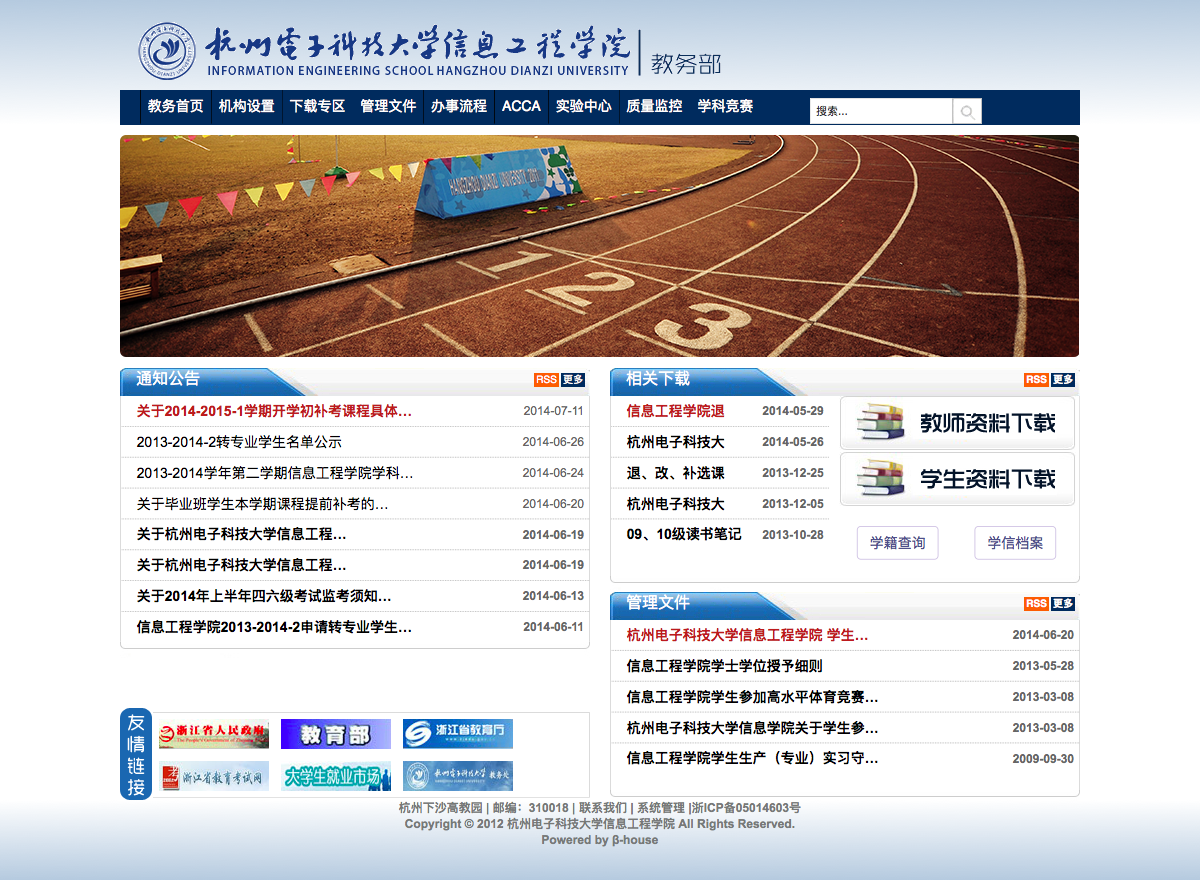 杭州电子科技大学信息工程学院 教务部
INFORMATION ENGINEERING SCHOOL HANGZHOU DIANZI UNIVERSITY
教务首页 机构设置 下载专区 管理文件 办事流程 ACCA 实验中心 质量监控 学科竞赛 搜索...
HANGZHOU DIANZI UNIVERSITY
1 2 3
通知公告 RSS 更多
关于2014-2015-1学期开学初补考课程具体… 2014-07-11
2013-2014-2转专业学生名单公示 2014-06-26
2013-2014学年第二学期信息工程学院学科… 2014-06-24
关于毕业班学生本学期课程提前补考的… 2014-06-20
关于杭州电子科技大学信息工程… 2014-06-19
关于杭州电子科技大学信息工程… 2014-06-19
关于2014年上半年四六级考试监考须知… 2014-06-13
信息工程学院2013-2014-2申请转专业学生… 2014-06-11
相关下载 RSS 更多
信息工程学院退 2014-05-29
杭州电子科技大 2014-05-26
退、改、补选课 2013-12-25
杭州电子科技大 2013-12-05
09、10级读书笔记 2013-10-28
教师资料下载
学生资料下载
学籍查询 学信档案
管理文件 RSS 更多
杭州电子科技大学信息工程学院 学生… 2014-06-20
信息工程学院学士学位授予细则 2013-05-28
信息工程学院学生参加高水平体育竞赛… 2013-03-08
杭州电子科技大学信息学院关于学生参… 2013-03-08
信息工程学院学生生产（专业）实习守… 2009-09-30
友情链接
浙江省人民政府 教育部 浙江省教育厅
浙江省教育考试网 大学生就业市场 杭州电子科技大学 教务处
杭州下沙高教园 | 邮编：310018 | 联系我们 | 系统管理 |浙ICP备05014603号
Copyright © 2012 杭州电子科技大学信息工程学院 All Rights Reserved.
Powered by β-house